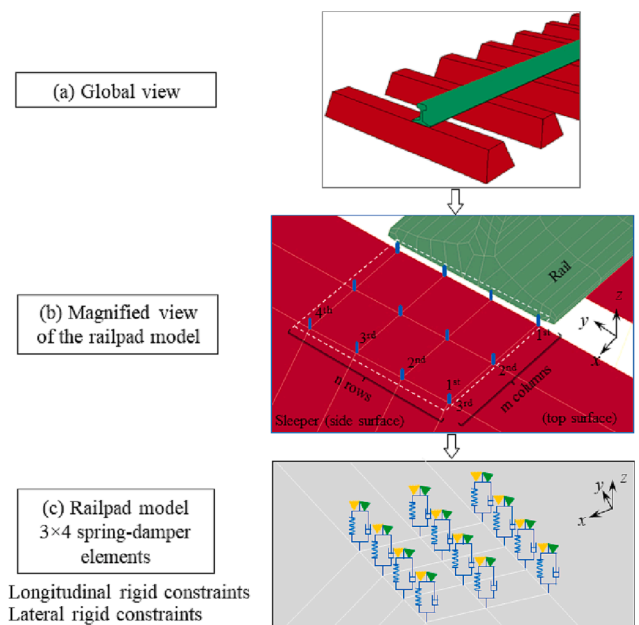 (a) Global view
Rail
z
y
x
(b) Magnified view
of the railpad model
4th
3rd
2nd
1st
1st
2nd
3rd
n rows
m columns
Sleeper (side surface)
(top surface)
(c) Railpad model
3×4 spring-damper
elements
z
y
x
Longitudinal rigid constraints
Lateral rigid constraints